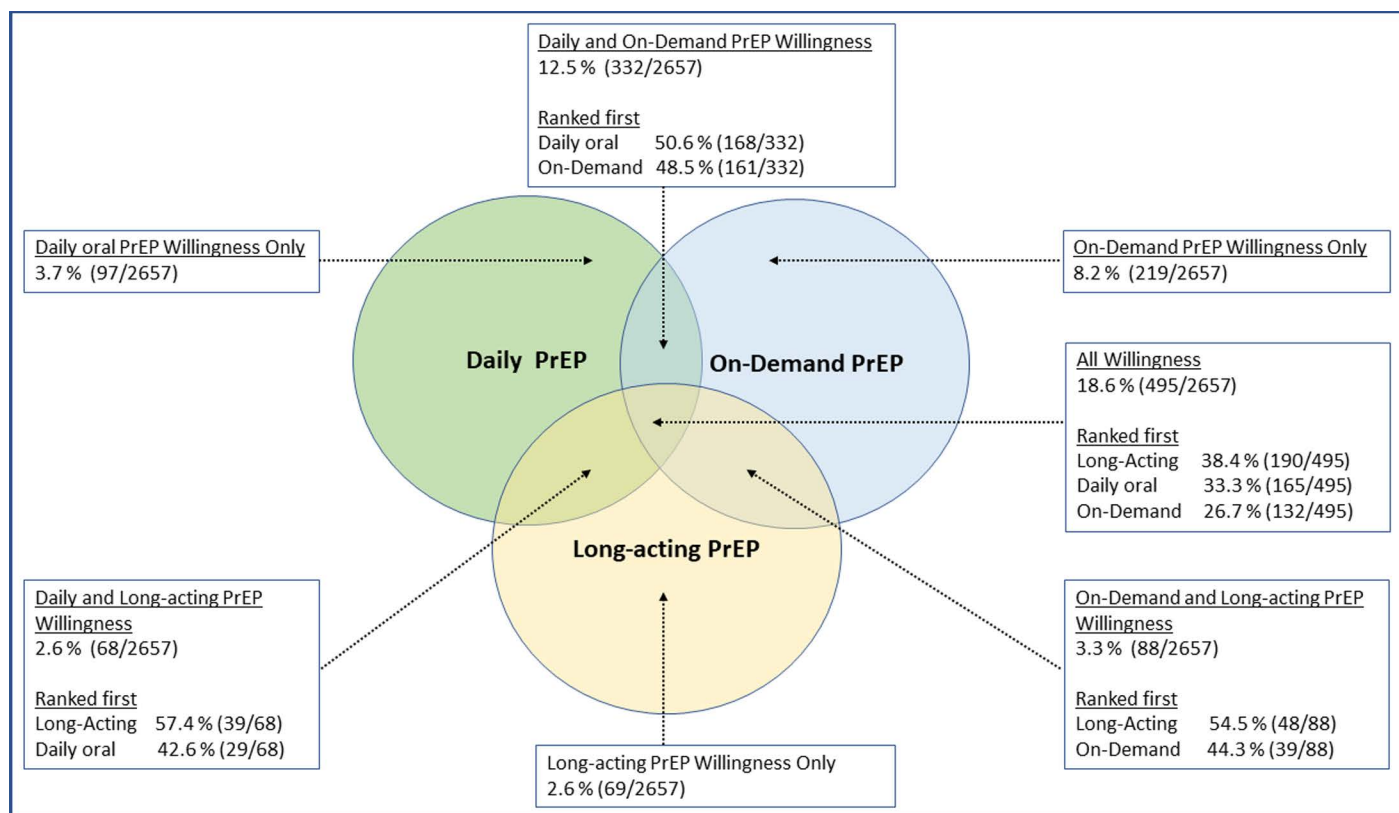 Daily and On-Demand PrEP Willingness
12.5 % (332/2657)
Ranked first
Daily oral 50.6 % (168/332)
On-Demand 48.5 % (161/332)
Daily oral PrEP Willingness Only
3.7 % (97/2657)
On-Demand PrEP Willingness Only
8.2 % (219/2657)
Daily PrEP
On-Demand PrEP
Long-acting PrEP
All Willingness
18.6 % (495/2657)
Ranked first
Long-Acting 38.4 % (190/495)
Daily oral 33.3 % (165/495)
On-Demand 26.7 % (132/495)
Daily and Long-acting PrEP
Willingness
2.6 % (68/2657)
Ranked first
Long-Acting 57.4 % (39/68)
Daily oral 42.6 % (29/68)
Long-acting PrEP Willingness Only
2.6 % (69/2657)
On-Demand and Long-acting PrEP
Willingness
3.3 % (88/2657)
Ranked first
Long-Acting 54.5 % (48/88)
On-Demand 44.3 % (39/88)